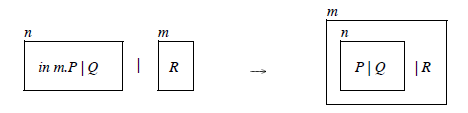 n m m
n
in m.P | Q | R → P | Q | R